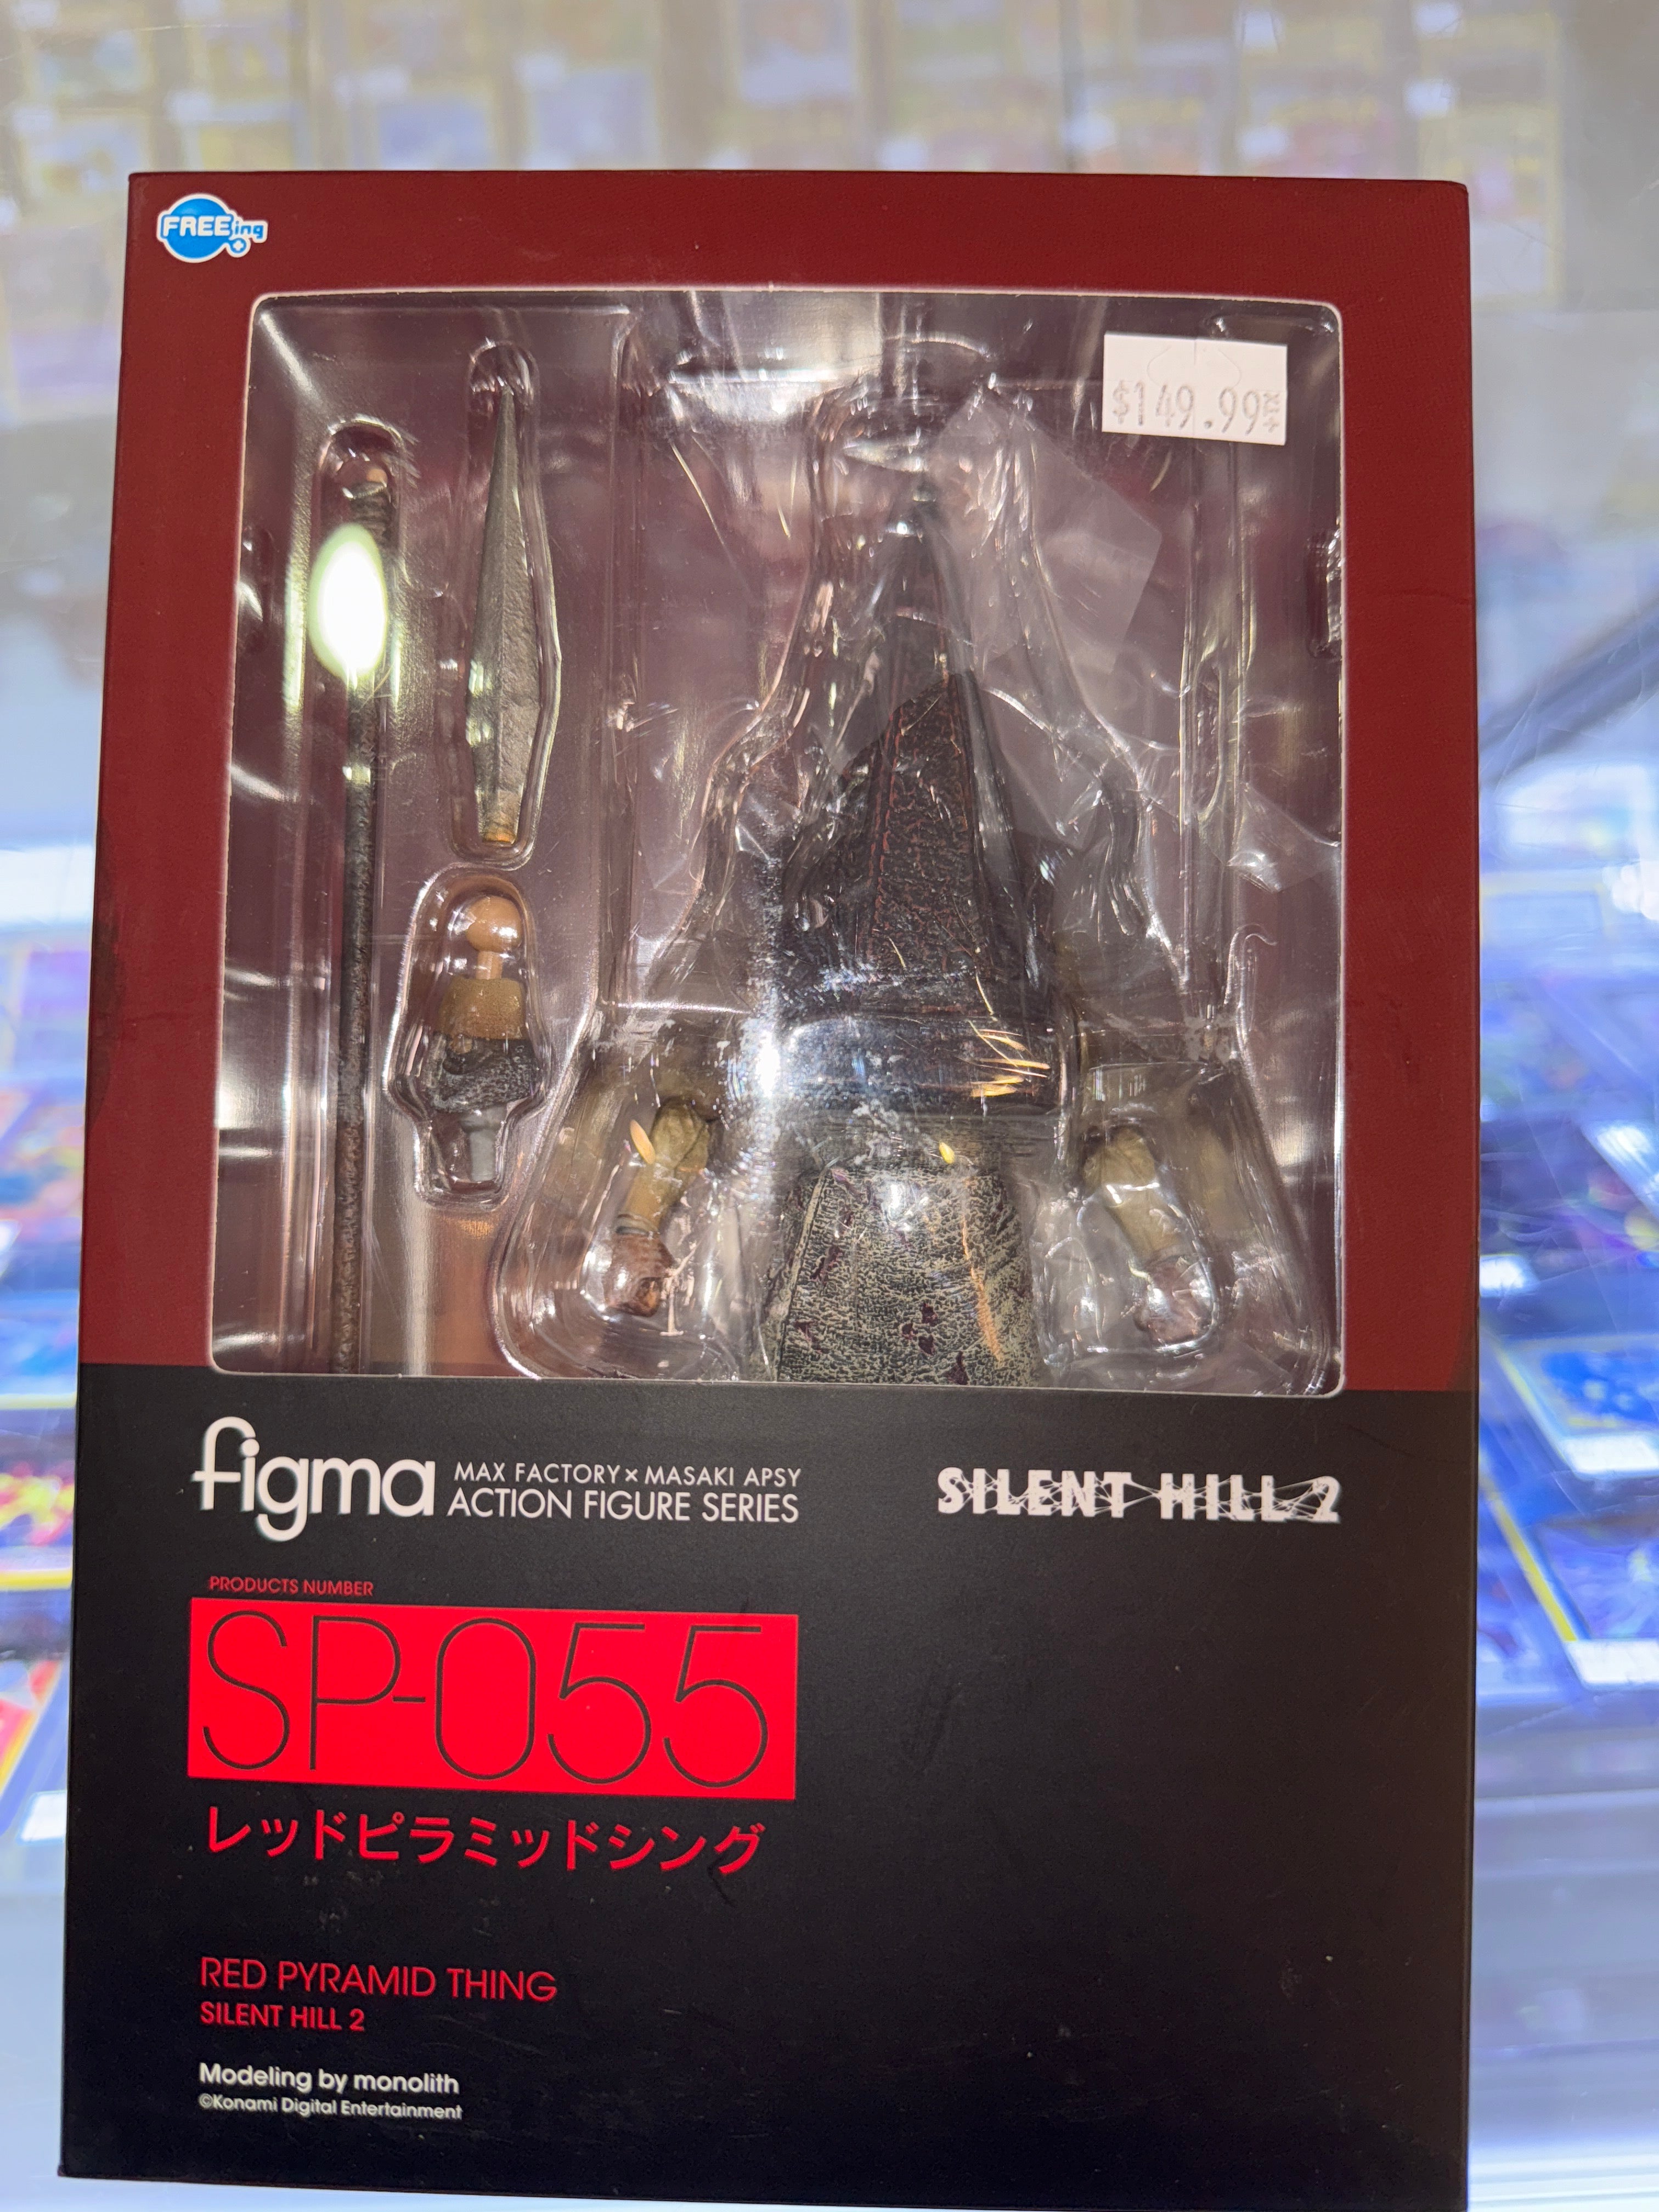 FREEing
$149.99
figma
MAX FACTORY × MASAKI APSY
ACTION FIGURE SERIES
SILENT HILL 2
PRODUCTS NUMBER
SP-055
レッドピラミッドシング
RED PYRAMID THING
SILENT HILL 2
Modeling by monolith
©Konami Digital Entertainment